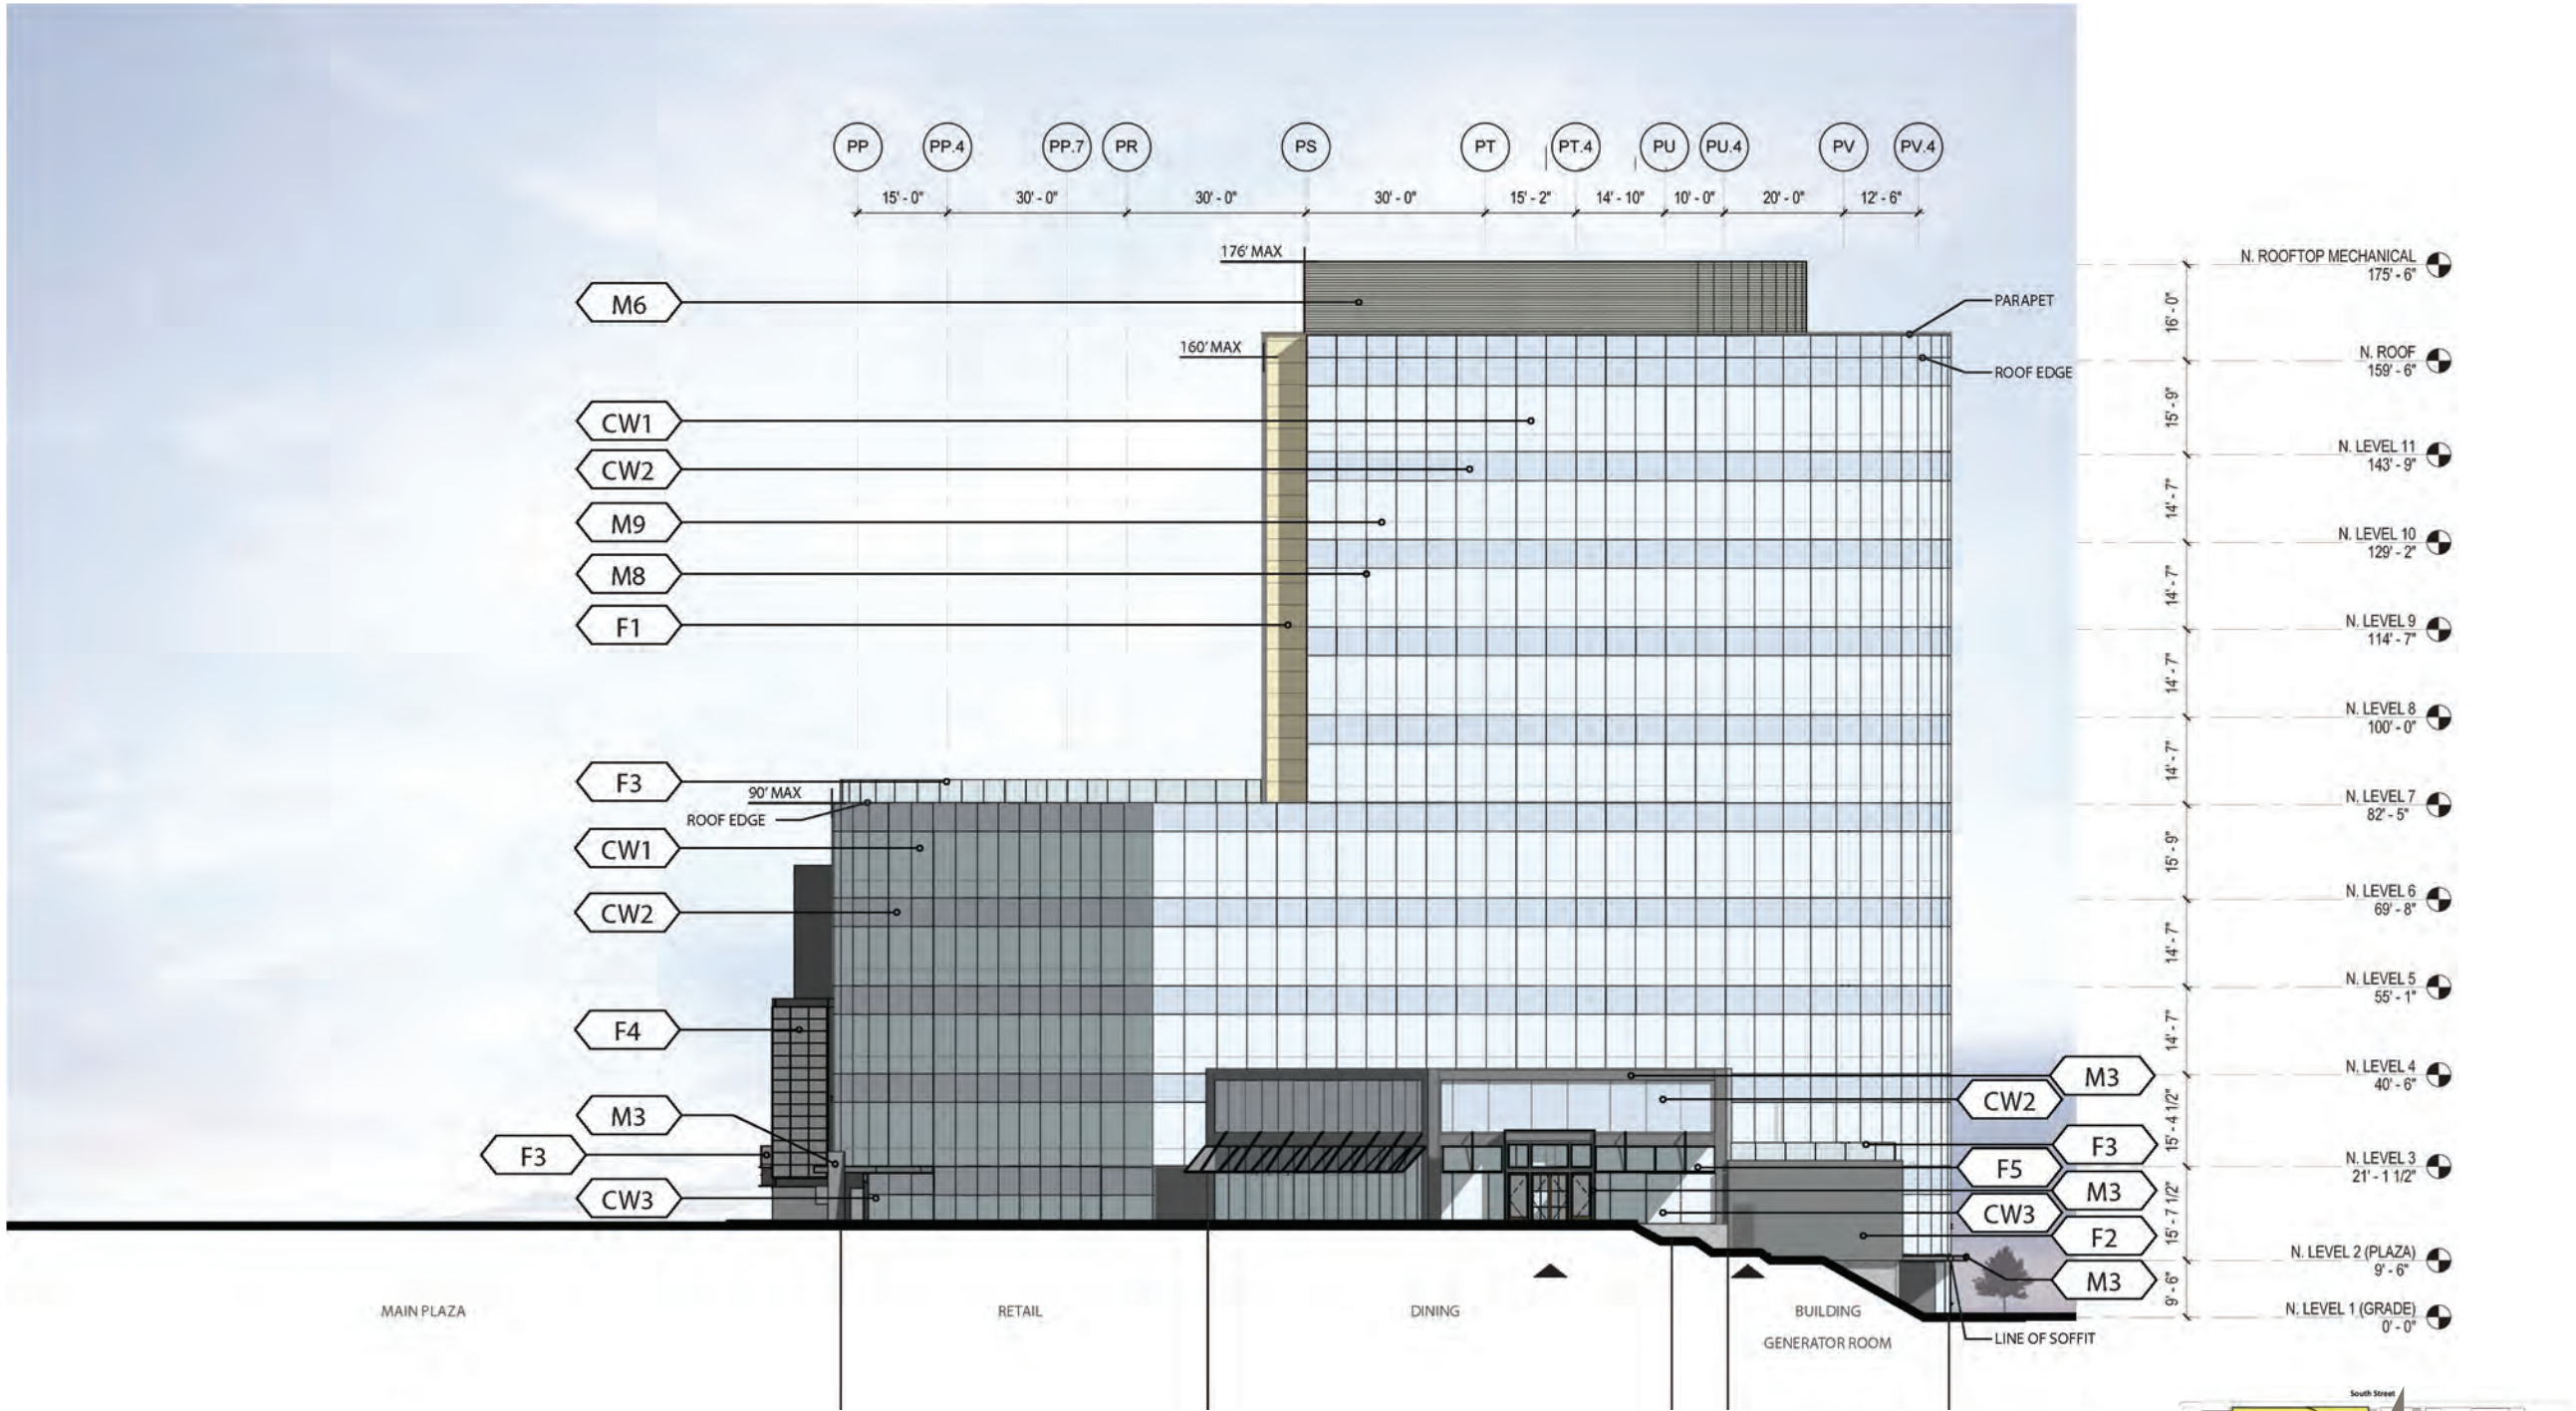 PP
PP.4
PP.7
PR
PS
PT
PT.4
PU
PU.4
PV
PV.4
15' - 0"
30' - 0"
30' - 0"
30' - 0"
15' - 2"
14' - 10"
10' - 0"
20' - 0"
12' - 6"
176' MAX
N. ROOFTOP MECHANICAL
175' - 6"
M6
PARAPET
16' - 0"
160' MAX
N. ROOF
159' - 6"
ROOF EDGE
CW1
15' - 9"
N. LEVEL 11
143' - 9"
CW2
14' - 7"
M9
N. LEVEL 10
129' - 2"
M8
14' - 7"
F1
N. LEVEL 9
114' - 7"
14' - 7"
N. LEVEL 8
100' - 0"
14' - 7"
F3
90' MAX
N. LEVEL 7
82' - 5"
ROOF EDGE
CW1
15' - 9"
CW2
N. LEVEL 6
69' - 8"
14' - 7"
N. LEVEL 5
55' - 1"
F4
14' - 7"
N. LEVEL 4
40' - 6"
M3
CW2
M3
15' - 4 1/2"
F3
F3
N. LEVEL 3
21' - 1 1/2"
F5
M3
CW3
CW3
15' - 7 1/2"
F2
N. LEVEL 2 (PLAZA)
9' - 6"
M3
9' - 6"
MAIN PLAZA
RETAIL
DINING
BUILDING
GENERATOR ROOM
N. LEVEL 1 (GRADE)
0' - 0"
LINE OF SOFFIT
South Street